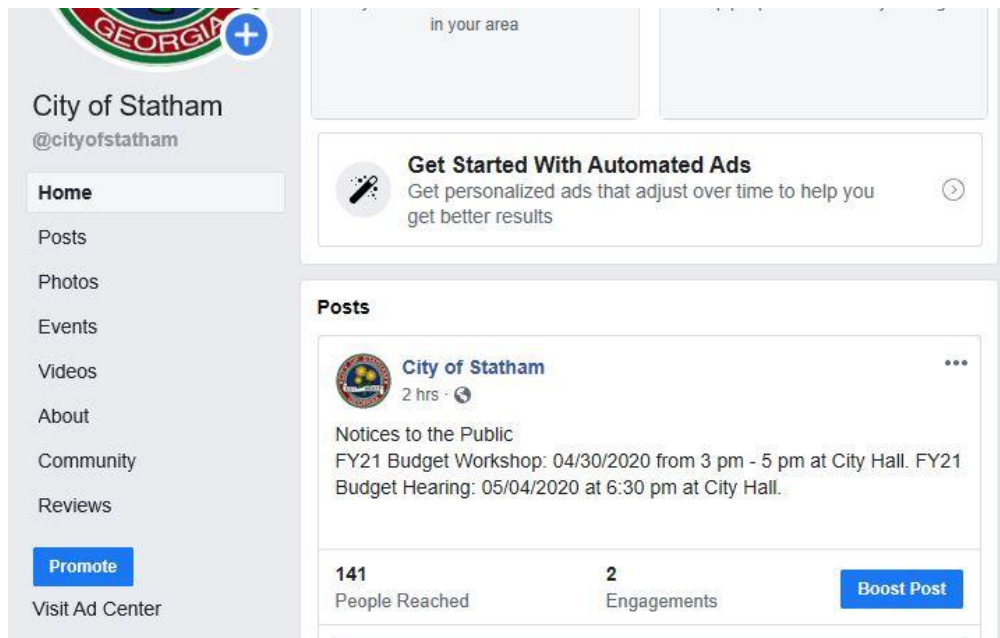 GEORGIA
in your area
City of Statham
@cityofstatham
Home
Posts
Photos
Events
Videos
About
Community
Reviews
Promote
Visit Ad Center
Get Started With Automated Ads
Get personalized ads that adjust over time to help you
get better results
Posts
City of Statham
2 hrs ·
Notices to the Public
FY21 Budget Workshop: 04/30/2020 from 3 pm - 5 pm at City Hall. FY21
Budget Hearing: 05/04/2020 at 6:30 pm at City Hall.
141
People Reached
2
Engagements
Boost Post